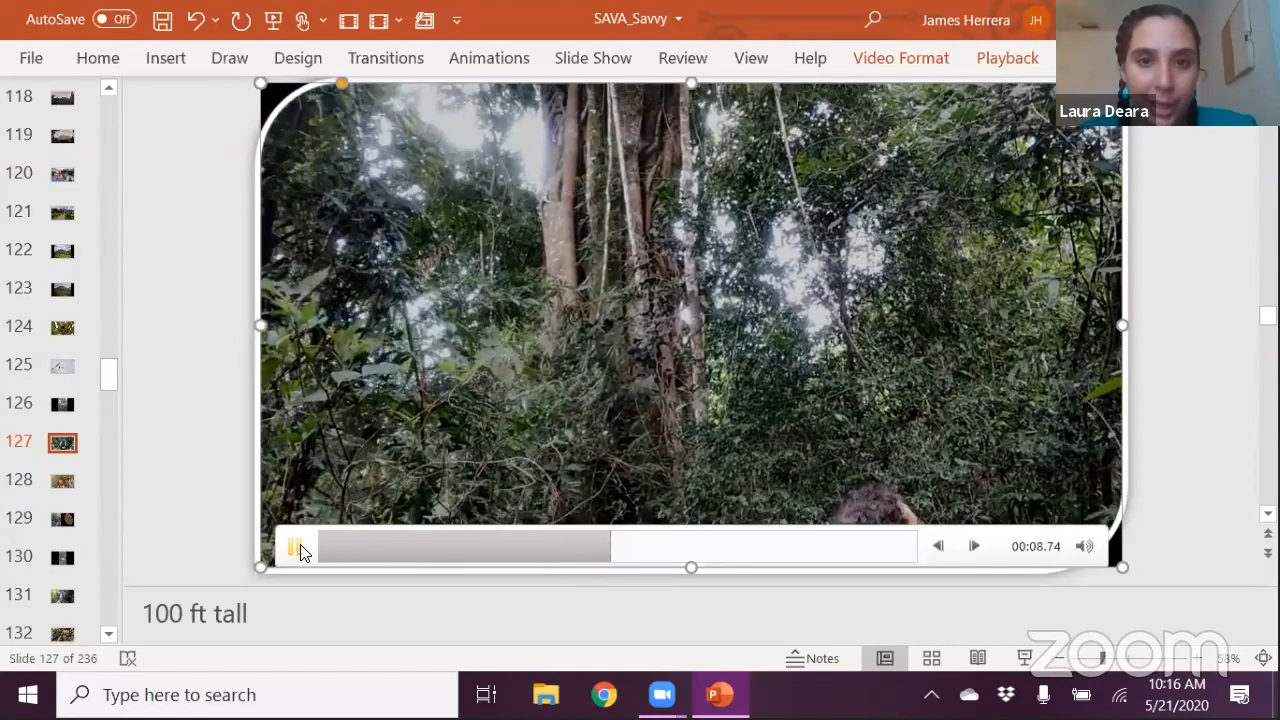 AutoSave Off SAVA_Savvy James Herrera JH
File Home Insert Draw Design Transitions Animations Slide Show Review View Help Video Format Playback
Laura Deara
118
119
120
121
122
123
124
125
126
127
128
129
130
131
132
00:08.74
100 ft tall
Slide 127 of 236 Notes 53%
zoom
Type here to search
10:16 AM
5/21/2020